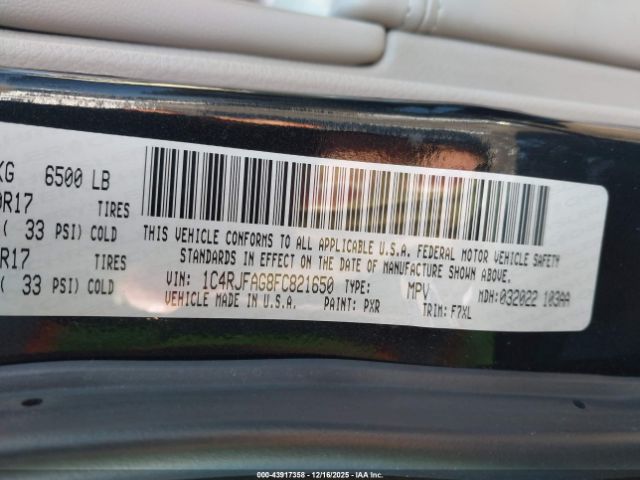 KG 6500 LB
0R17 TIRES
( 33 PSI) COLD
R17 TIRES
( 33 PSI) COLD
THIS VEHICLE CONFORMS TO ALL APPLICABLE U.S.A. FEDERAL MOTOR VEHICLE SAFETY
STANDARDS IN EFFECT ON THE DATE OF MANUFACTURE SHOWN ABOVE.
VIN: 1C4RJFAG8FC821650 TYPE: MPV MDH:032022 103AA
VEHICLE MADE IN U.S.A. PAINT: PXR TRIM: F7XL
000-43917358 - 12/16/2025 - IAA Inc.